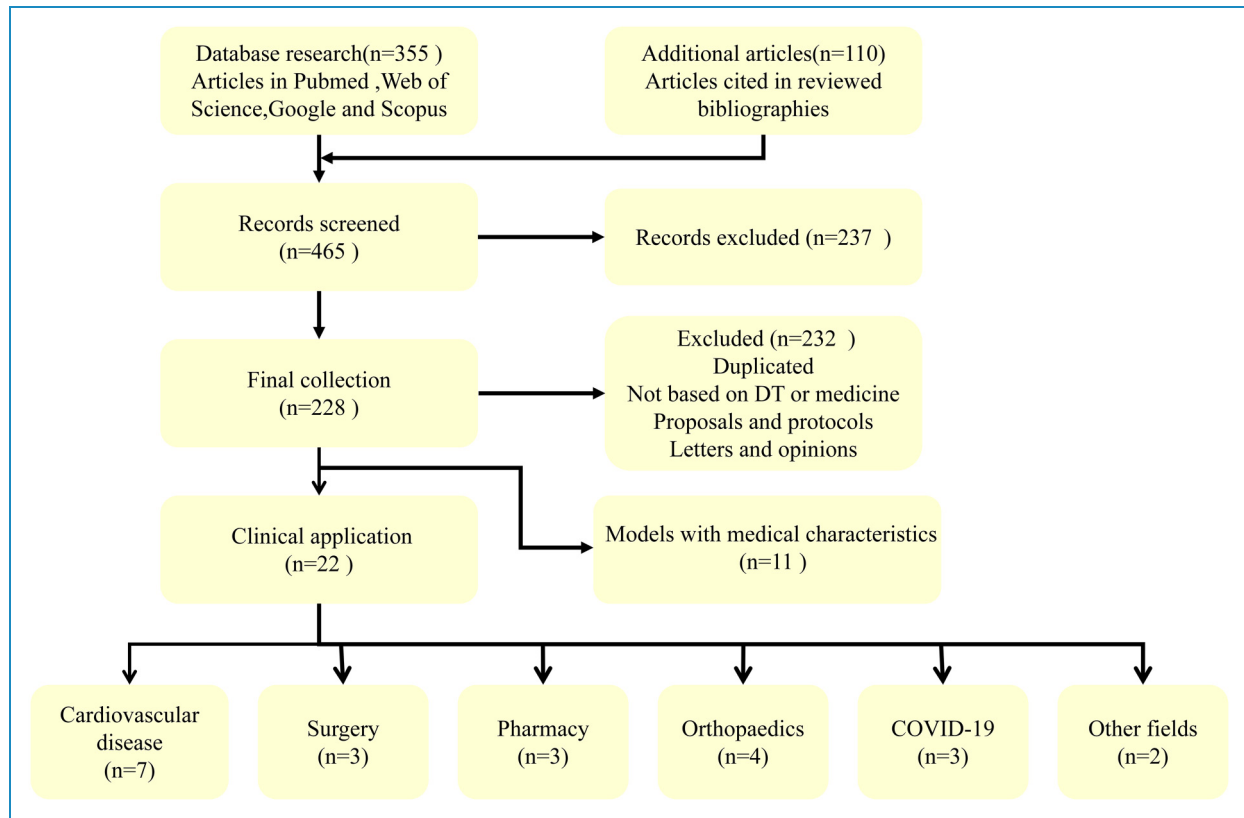 Database research(n=355 )
Articles in Pubmed ,Web of
Science,Google and Scopus
Additional articles(n=110)
Articles cited in reviewed
bibliographies
Records screened
(n=465 )
Records excluded (n=237 )
Final collection
(n=228 )
Excluded (n=232 )
Duplicated
Not based on DT or medicine
Proposals and protocols
Letters and opinions
Clinical application
(n=22 )
Models with medical characteristics
(n=11 )
Cardiovascular
disease
(n=7)
Surgery
(n=3)
Pharmacy
(n=3)
Orthopaedics
(n=4)
COVID-19
(n=3)
Other fields
(n=2)